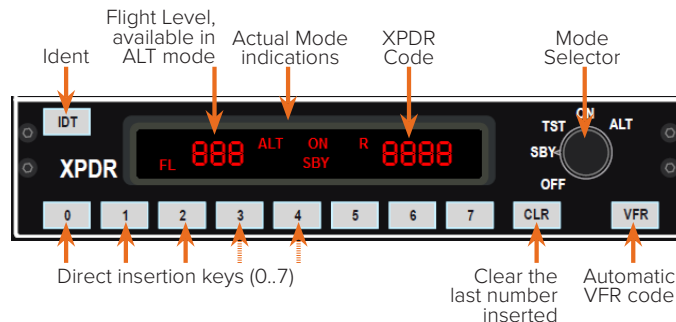 Flight Level,
available in
ALT mode
Actual Mode
indications
XPDR
Code
Mode
Selector
Ident
IDT
XPDR
FL
888
ALT
ON
SBY
R
8888
OFF
SBY
TST
ON
ALT
0
1
2
3
4
5
6
7
CLR
VFR
Direct insertion keys (0..7)
Clear the
last number
inserted
Automatic
VFR code